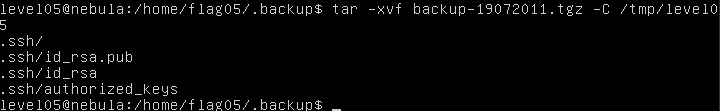 level05@nebula:/home/flag05/.backup$ tar -xvf backup-19072011.tgz -C /tmp/level0
5
.ssh/
.ssh/id_rsa.pub
.ssh/id_rsa
.ssh/authorized_keys
level05@nebula:/home/flag05/.backup$ _